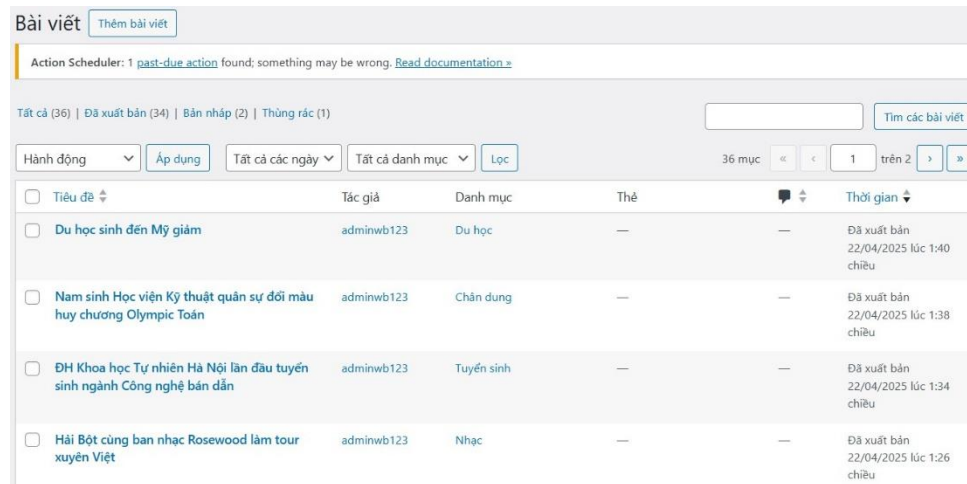 Bài viết Thêm bài viết
Action Scheduler: 1 past-due action found; something may be wrong. Read documentation »
Tất cả (36) | Đã xuất bản (34) | Bản nháp (2) | Thùng rác (1)
Tìm các bài viết
Hành động Áp dụng Tất cả các ngày Tất cả danh mục Lọc 36 mục « ‹ 1 trên 2 › »
Tiêu đề Tác giả Danh mục Thẻ Thời gian
Du học sinh đến Mỹ giảm adminwb123 Du học — — Đã xuất bản
22/04/2025 lúc 1:40
chiều
Nam sinh Học viện Kỹ thuật quân sự đổi màu adminwb123 Chân dung — — Đã xuất bản
huy chương Olympic Toán 22/04/2025 lúc 1:38
chiều
ĐH Khoa học Tự nhiên Hà Nội lần đầu tuyển adminwb123 Tuyển sinh — — Đã xuất bản
sinh ngành Công nghệ bán dẫn 22/04/2025 lúc 1:34
chiều
Hải Bột cùng ban nhạc Rosewood làm tour adminwb123 Nhạc — — Đã xuất bản
xuyên Việt 22/04/2025 lúc 1:26
chiều